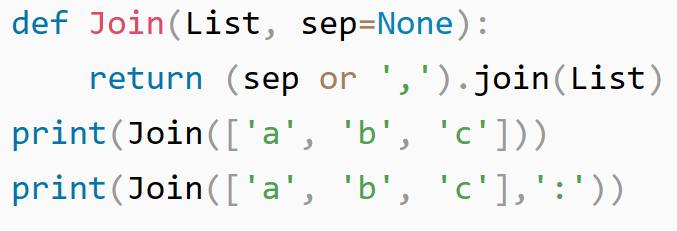 def Join(List, sep=None):
    return (sep or ',').join(List)
print(Join(['a', 'b', 'c']))
print(Join(['a', 'b', 'c'],':'))